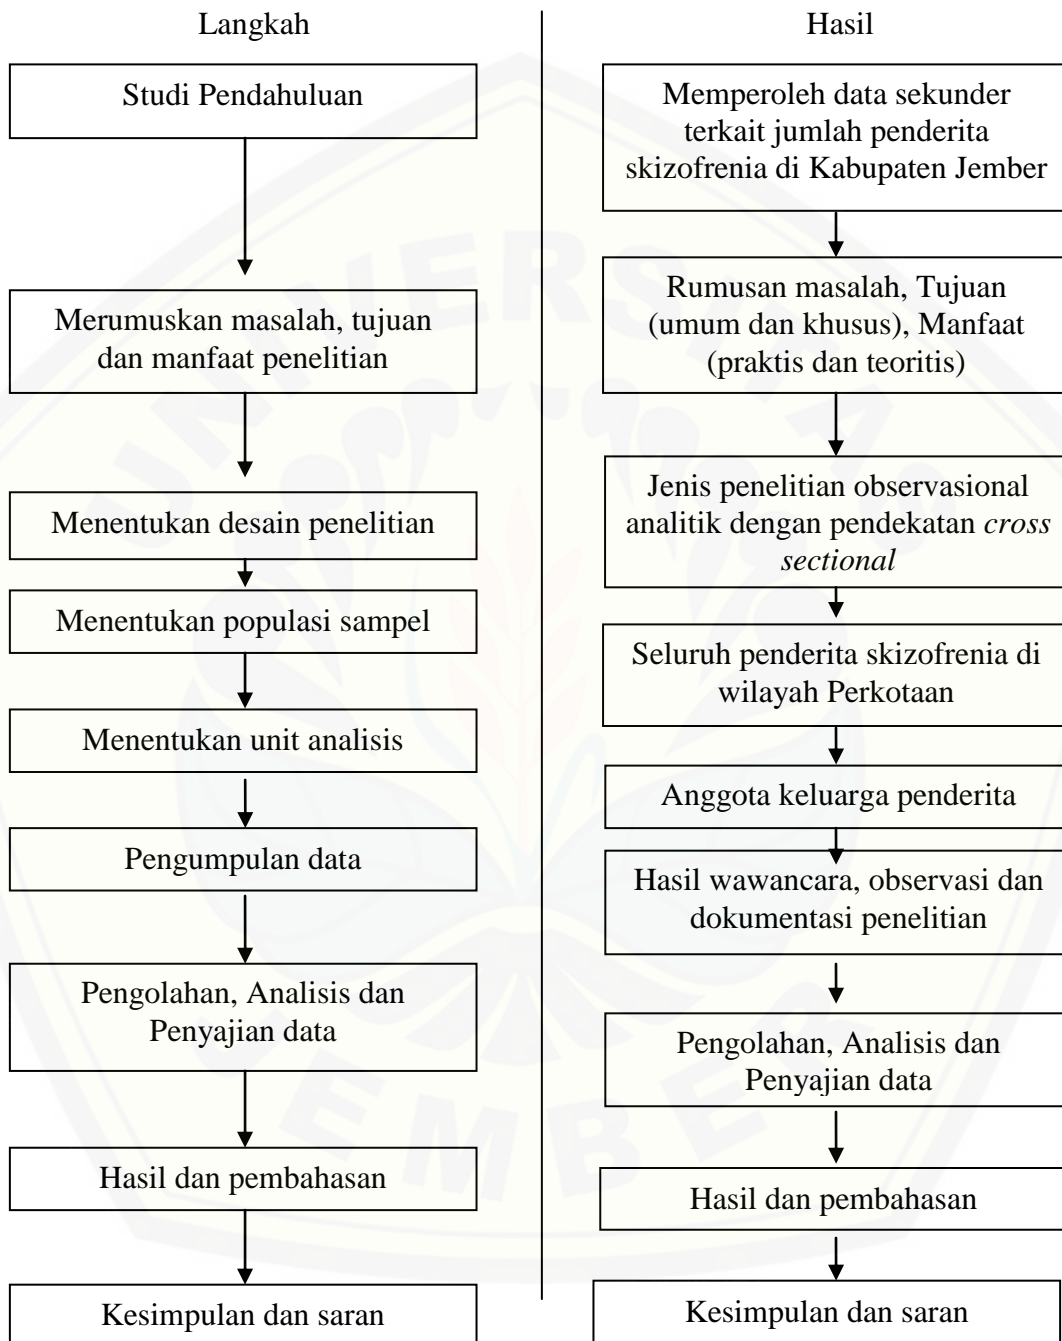 Langkah
Studi Pendahuluan
Merumuskan masalah, tujuan
dan manfaat penelitian
Menentukan desain penelitian
Menentukan populasi sampel
Menentukan unit analisis
Pengumpulan data
Pengolahan, Analisis dan
Penyajian data
Hasil dan pembahasan
Kesimpulan dan saran
Hasil
Memperoleh data sekunder
terkait jumlah penderita
skizofrenia di Kabupaten Jember
Rumusan masalah, Tujuan
(umum dan khusus), Manfaat
(praktis dan teoritis)
Jenis penelitian observasional
analitik dengan pendekatan cross
sectional
Seluruh penderita skizofrenia di
wilayah Perkotaan
Anggota keluarga penderita
Hasil wawancara, observasi dan
dokumentasi penelitian
Pengolahan, Analisis dan
Penyajian data
Hasil dan pembahasan
Kesimpulan dan saran
UNIVERSITAS
JEMBER